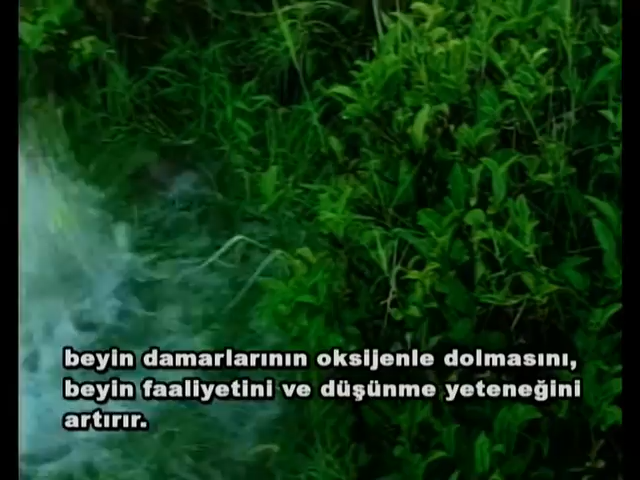 beyin damarlarının oksijenle dolmasını,
beyin faaliyetini ve düşünme yeteneğini
artırır.